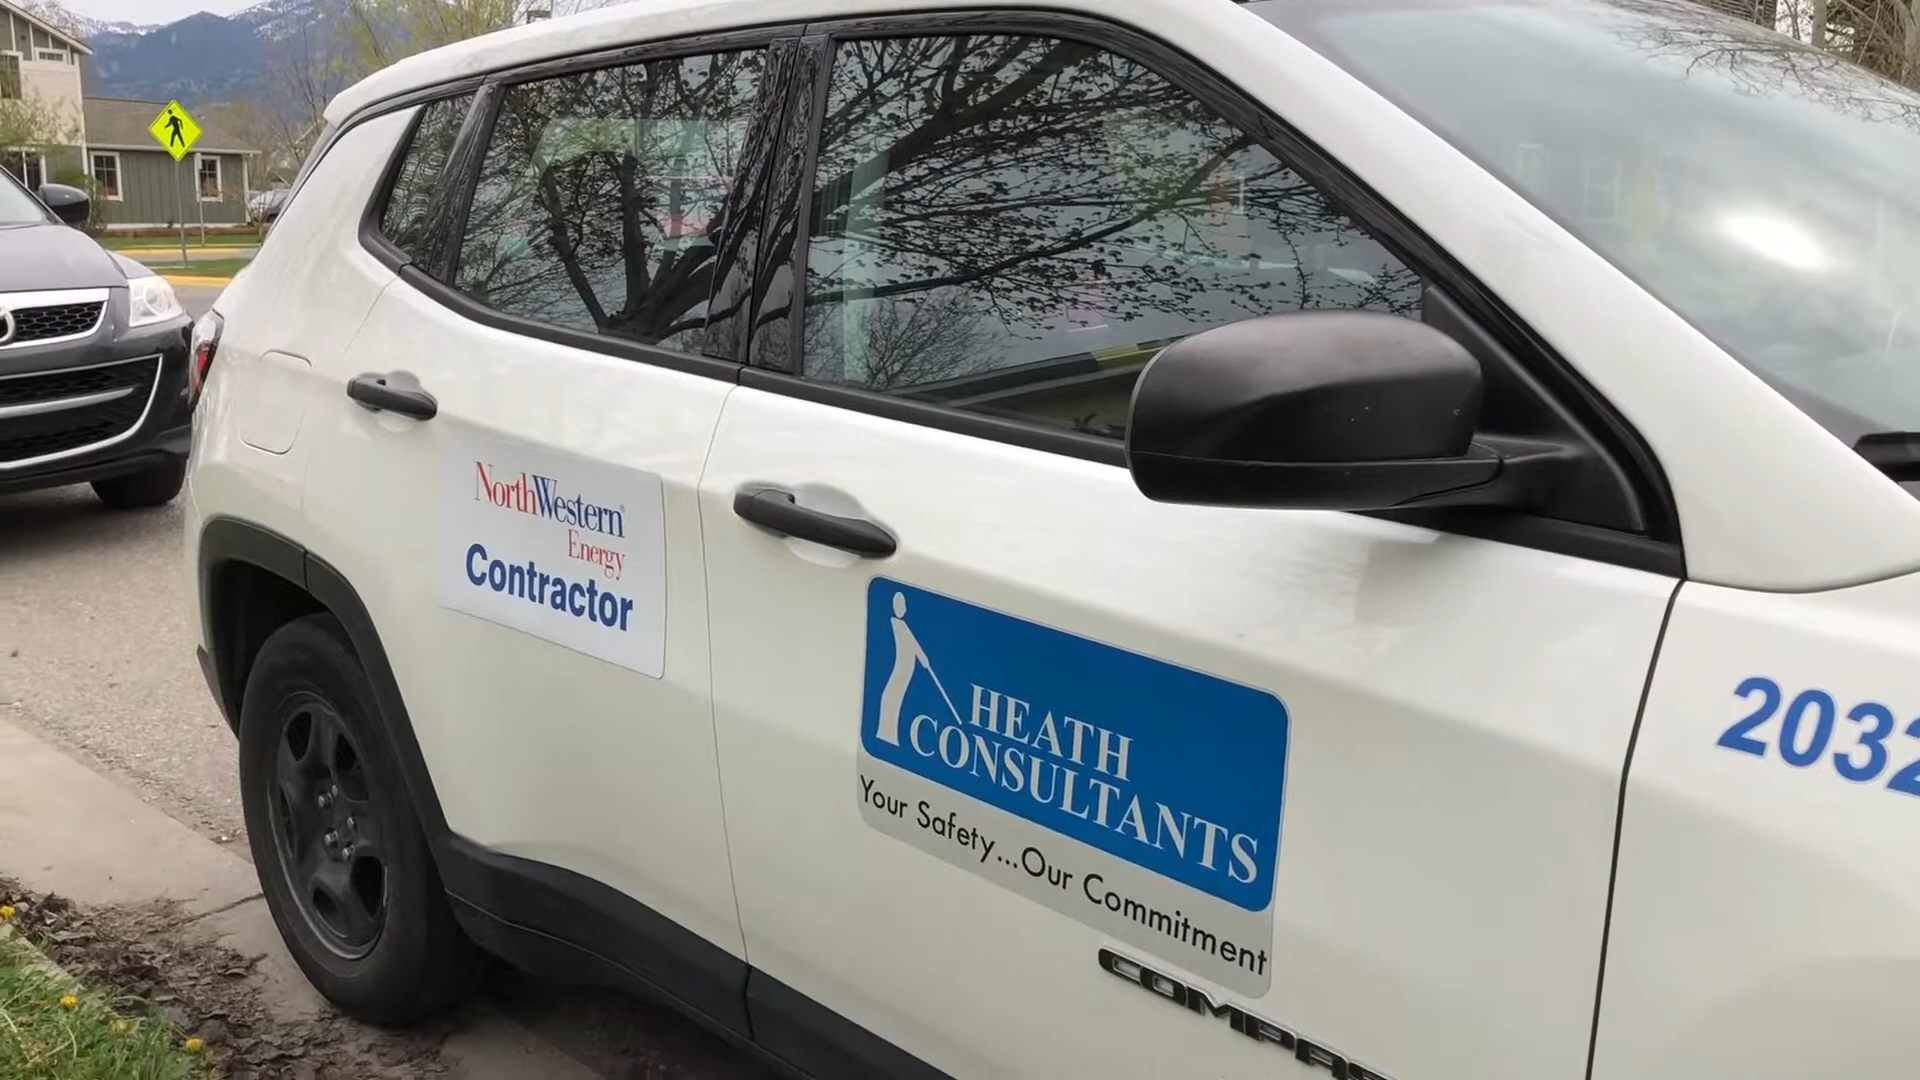 NorthWestern®
Energy
Contractor
HEATH
CONSULTANTS
Your Safety...Our Commitment
COMPASS
2032